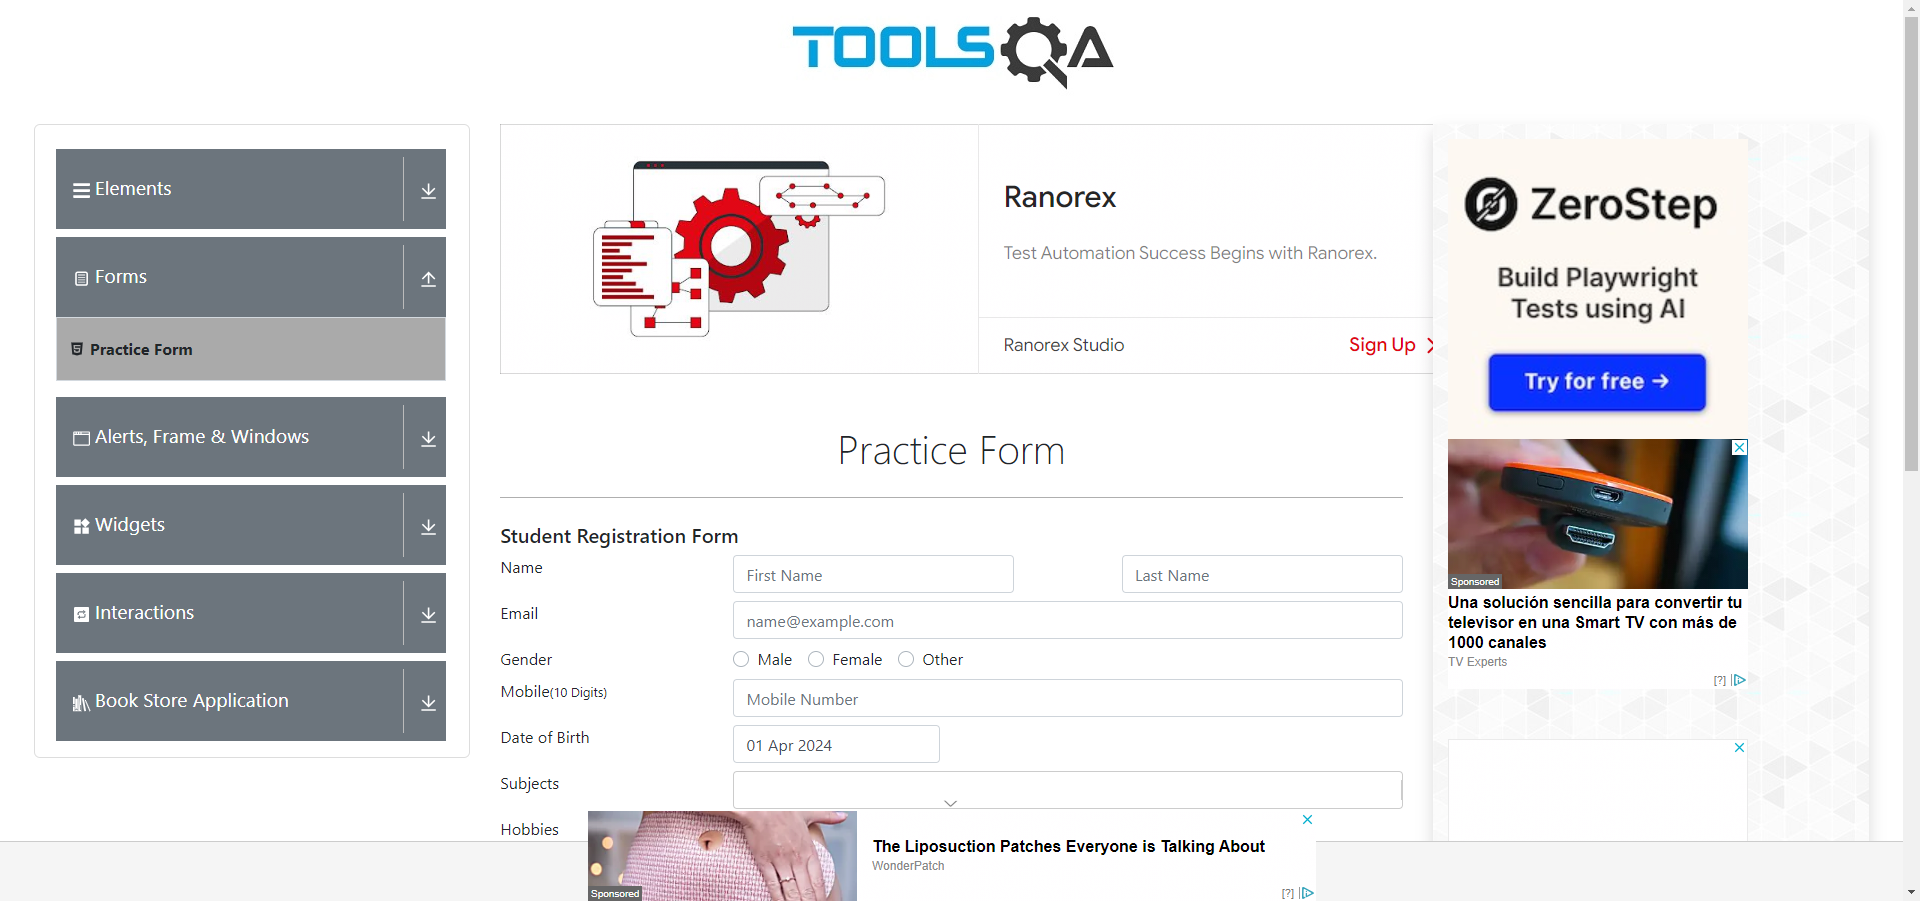 TOOLSQA
Elements
Forms
Practice Form
Alerts, Frame & Windows
Widgets
Interactions
Book Store Application
Ranorex
Test Automation Success Begins with Ranorex.
Ranorex Studio
Sign Up
ZeroStep
Build Playwright
Tests using AI
Try for free →
Sponsored
Una solución sencilla para convertir tu
televisor en una Smart TV con más de
1000 canales
TV Experts
[?]
Practice Form
Student Registration Form
Name
First Name
Last Name
Email
name@example.com
Gender
Male
Female
Other
Mobile(10 Digits)
Mobile Number
Date of Birth
01 Apr 2024
Subjects
Hobbies
Sponsored
The Liposuction Patches Everyone is Talking About
WonderPatch
[?]